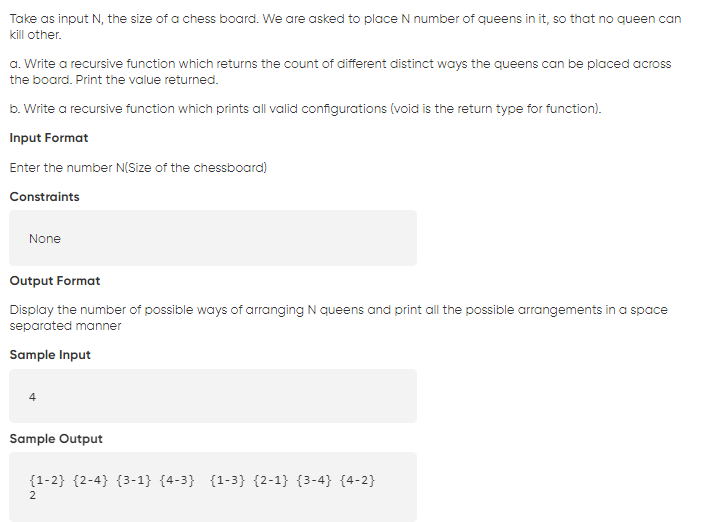 Take as input N, the size of a chess board. We are asked to place N number of queens in it, so that no queen can
kill other.
a. Write a recursive function which returns the count of different distinct ways the queens can be placed across
the board. Print the value returned.
b. Write a recursive function which prints all valid configurations (void is the return type for function).
Input Format
Enter the number N(Size of the chessboard)
Constraints
None
Output Format
Display the number of possible ways of arranging N queens and print all the possible arrangements in a space
separated manner
Sample Input
4
Sample Output
{1-2} {2-4} {3-1} {4-3}  {1-3} {2-1} {3-4} {4-2}
2